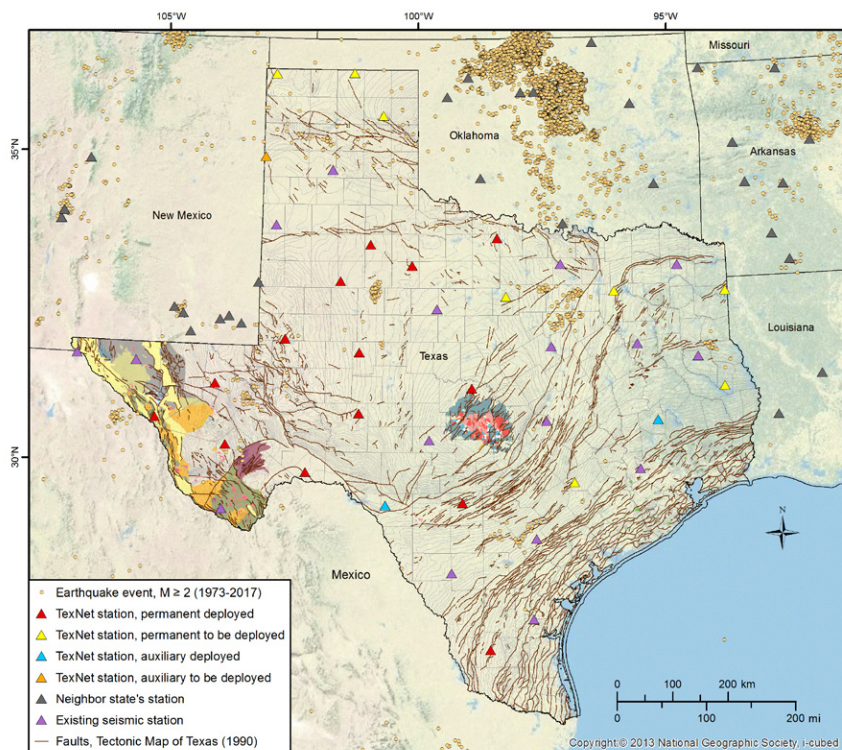 105°W 100°W 95°W
Missouri
Oklahoma
35°N
Arkansas
New Mexico
Louisiana
Texas
30°N
N
Mexico
Earthquake event, M ≥ 2 (1973-2017)
TexNet station, permanent deployed
TexNet station, permanent to be deployed
TexNet station, auxiliary deployed
TexNet station, auxiliary to be deployed
Neighbor state's station
Existing seismic station
Faults, Tectonic Map of Texas (1990)
0 100 200 km
0 100 200 mi
Copyright:© 2013 National Geographic Society, i-cubed